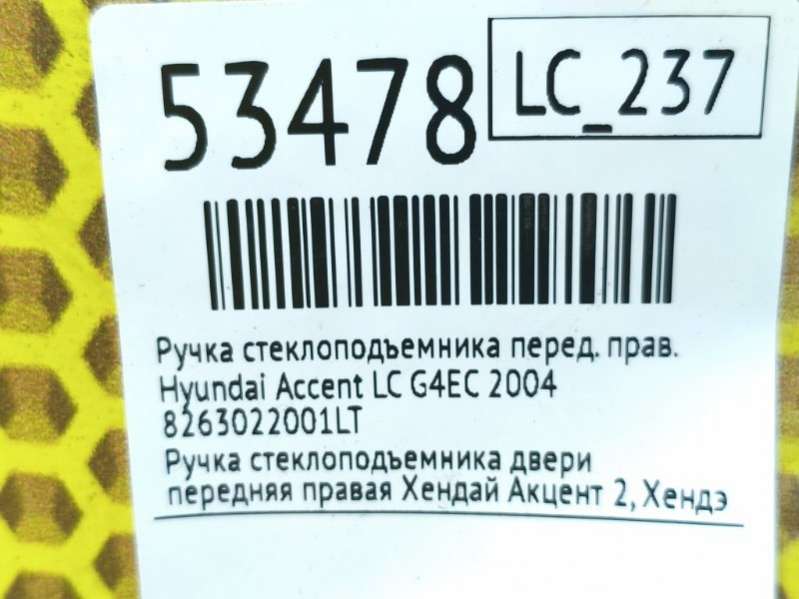 53478
LC_237
Ручка стеклоподъемника перед. прав.
Hyundai Accent LC G4EC 2004
8263022001LT
Ручка стеклоподъемника двери
передняя правая Хендай Акцент 2, Хендэ